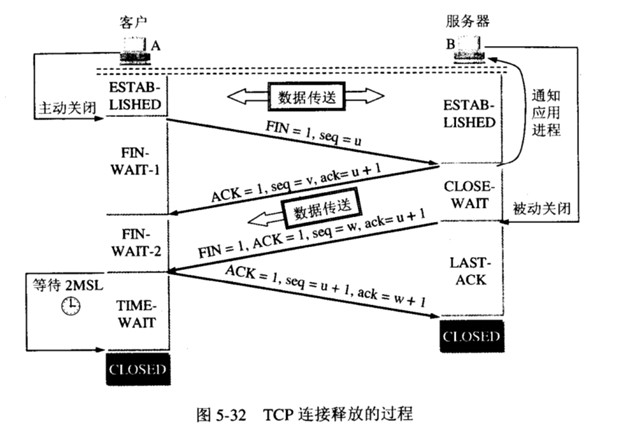 客户
服务器
A
B
ESTAB-
LISHED
数据传送
主动关闭
ESTAB-
LISHED
通知
应用
进程
FIN = 1, seq = u
FIN-
WAIT-1
ACK = 1, seq = v, ack= u + 1
CLOSE-
WAIT
数据传送
被动关闭
FIN = 1, ACK = 1, seq = w, ack= u + 1
FIN-
WAIT-2
ACK = 1, seq = u + 1, ack = w + 1
LAST-
ACK
等待 2MSL
TIME-
WAIT
CLOSED
CLOSED
图 5-32 TCP 连接释放的过程